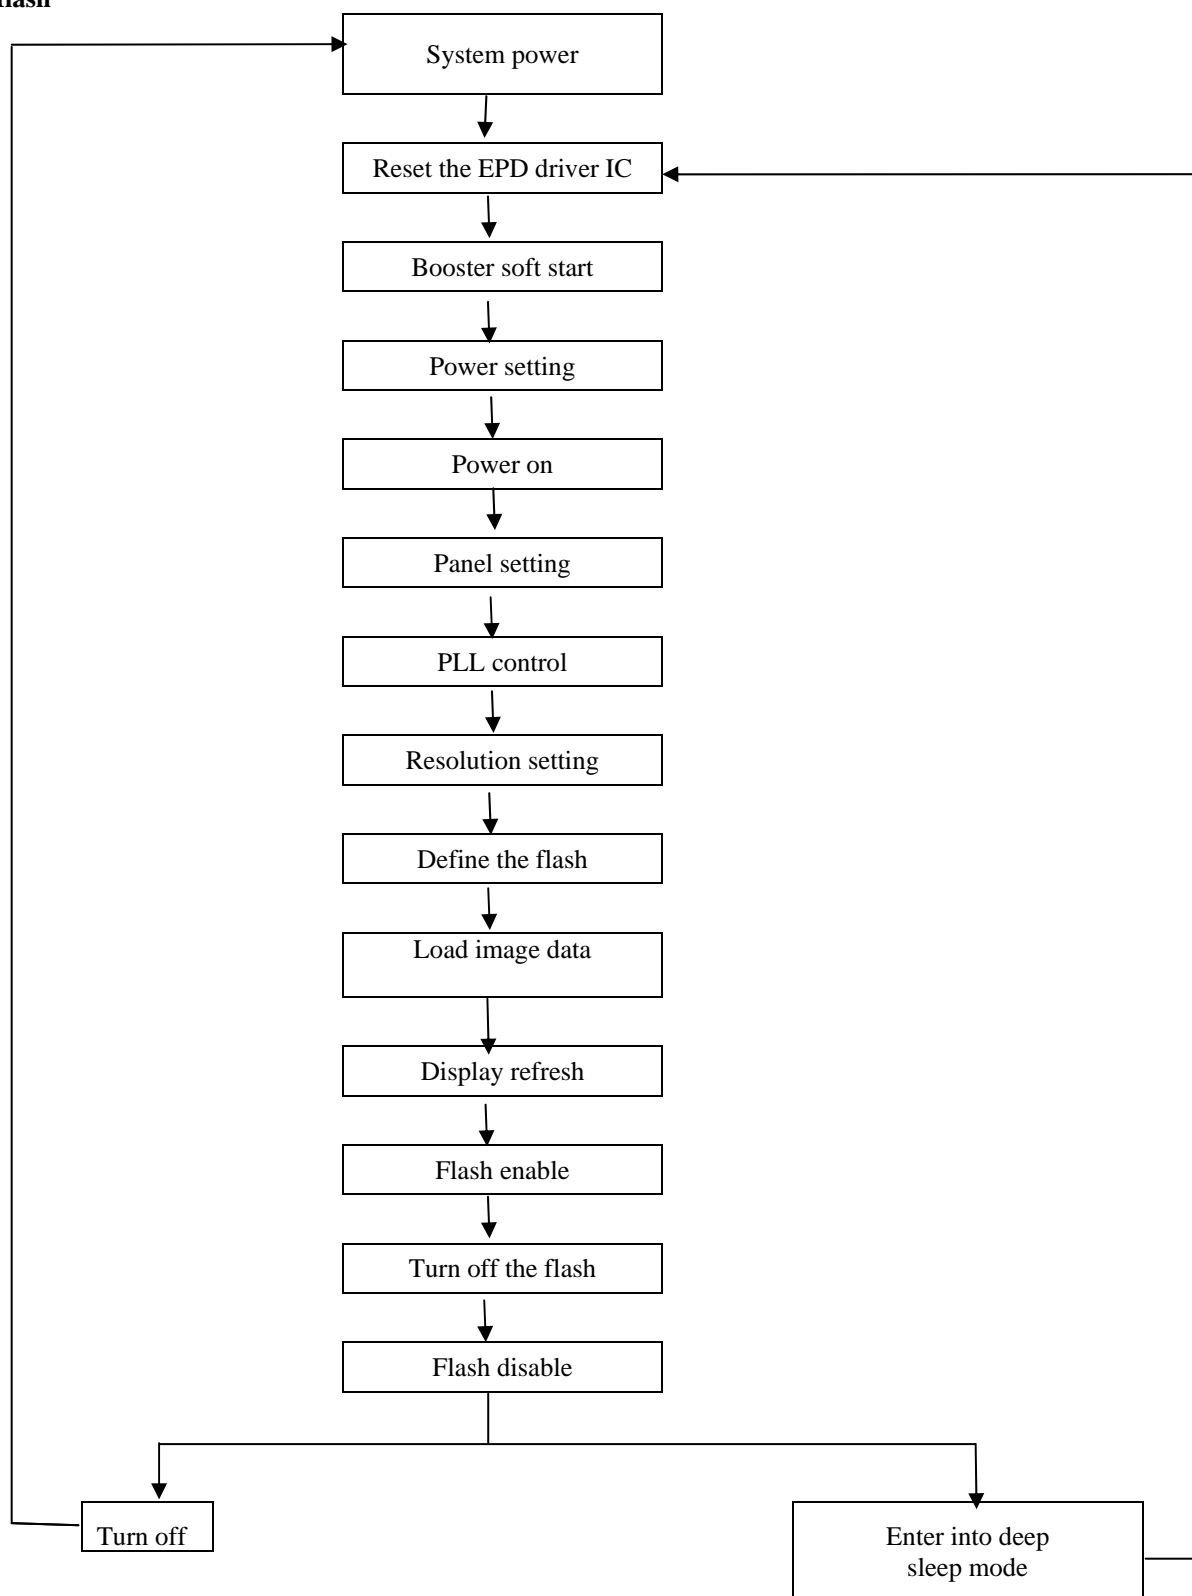 flash
System power
Reset the EPD driver IC
Booster soft start
Power setting
Power on
Panel setting
PLL control
Resolution setting
Define the flash
Load image data
Display refresh
Flash enable
Turn off the flash
Flash disable
Turn off
Enter into deep
sleep mode